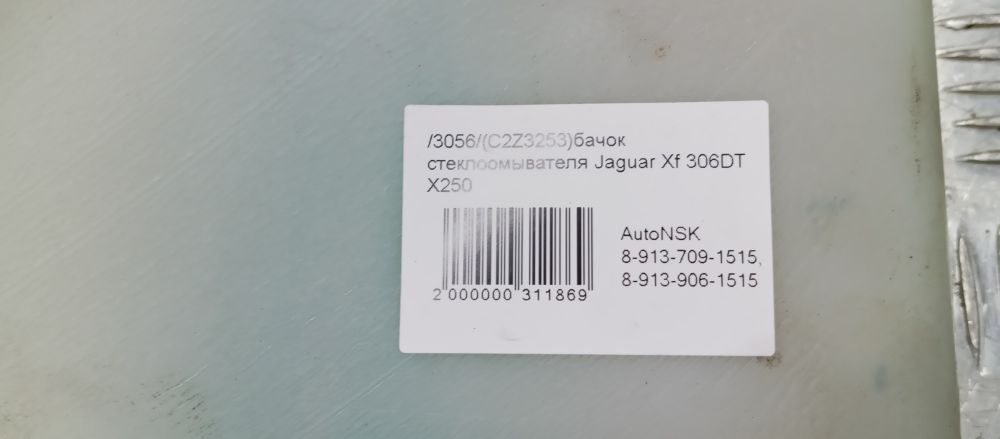 /3056/(C2Z3253)бачок
стеклоомывателя Jaguar Xf 306DT
X250
AutoNSK
8-913-709-1515,
8-913-906-1515
2 000000 311869